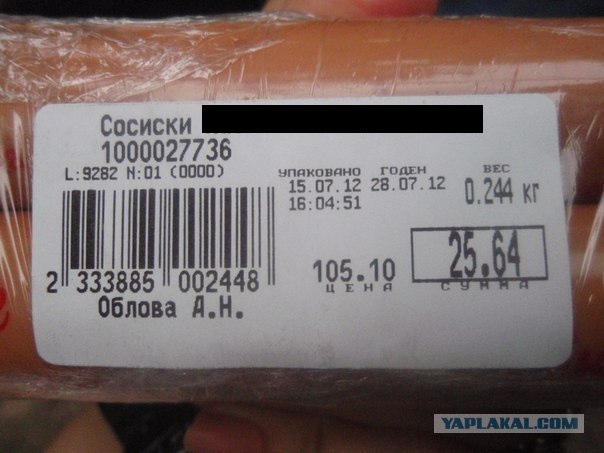 Сосиски
1000027736
L:9282 N:01 (0000)
УПАКОВАНО ГОДЕН ВЕС
15.07.12 28.07.12 0.244 кг
16:04:51
2 333885 002448
105.10 25.64
ЦЕНА СУММА
Облова А.Н.
YAPLAKAL.COM